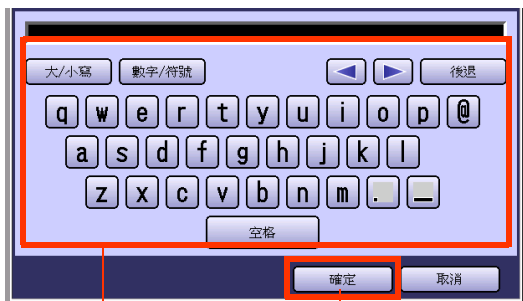 大/小寫 數字/符號 後退
q w e r t y u i o p @
a s d f g h j k l
z x c v b n m . _
空格
確定 取消